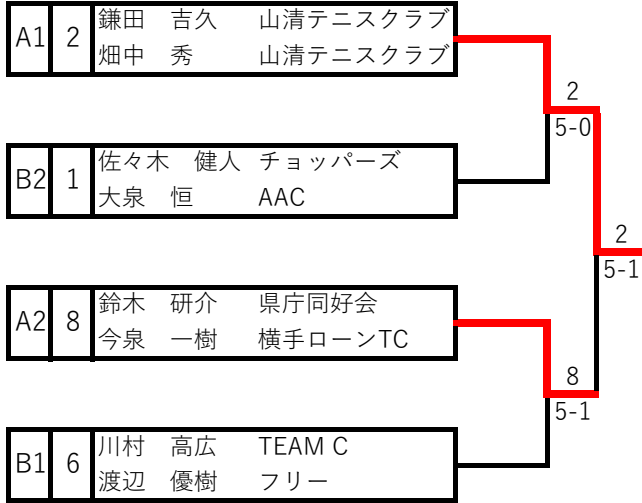 A1 2 鎌田 吉久 山清テニスクラブ
畑中 秀 山清テニスクラブ
2
5-0
B2 1 佐々木 健人 チョッパーズ
大泉 恒 AAC
2
5-1
A2 8 鈴木 研介 県庁同好会
今泉 一樹 横手ローンTC
8
5-1
B1 6 川村 高広 TEAM C
渡辺 優樹 フリー